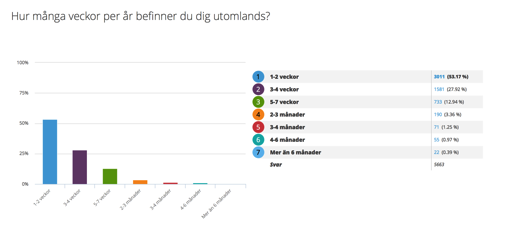 Hur många veckor per år befinner du dig utomlands?
100%
75%
50%
25%
0%
1-2 veckor
3-4 veckor
5-7 veckor
2-3 månader
3-4 månader
4-6 månader
Mer än 6 månader
1 1-2 veckor 3011 (53.17 %)
2 3-4 veckor 1581 (27.92 %)
3 5-7 veckor 733 (12.94 %)
4 2-3 månader 190 (3.36 %)
5 3-4 månader 71 (1.25 %)
6 4-6 månader 55 (0.97 %)
7 Mer än 6 månader 22 (0.39 %)
Svar 5663